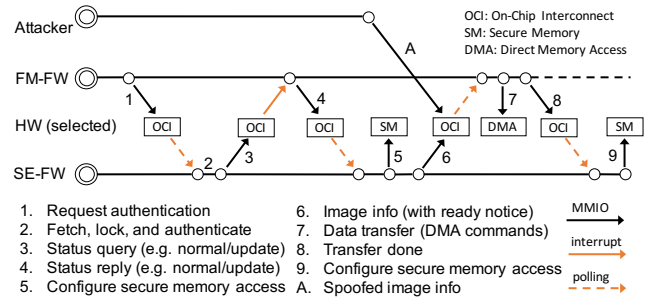 Attacker
OCI: On-Chip Interconnect
SM: Secure Memory
DMA: Direct Memory Access
A
FM-FW
1
4
7
8
HW (selected)
OCI
OCI
OCI
SM
OCI
DMA
OCI
SM
2
3
5
6
9
SE-FW
1. Request authentication
2. Fetch, lock, and authenticate
3. Status query (e.g. normal/update)
4. Status reply (e.g. normal/update)
5. Configure secure memory access
6. Image info (with ready notice)
7. Data transfer (DMA commands)
8. Transfer done
9. Configure secure memory access
A. Spoofed image info
MMIO
interrupt
polling